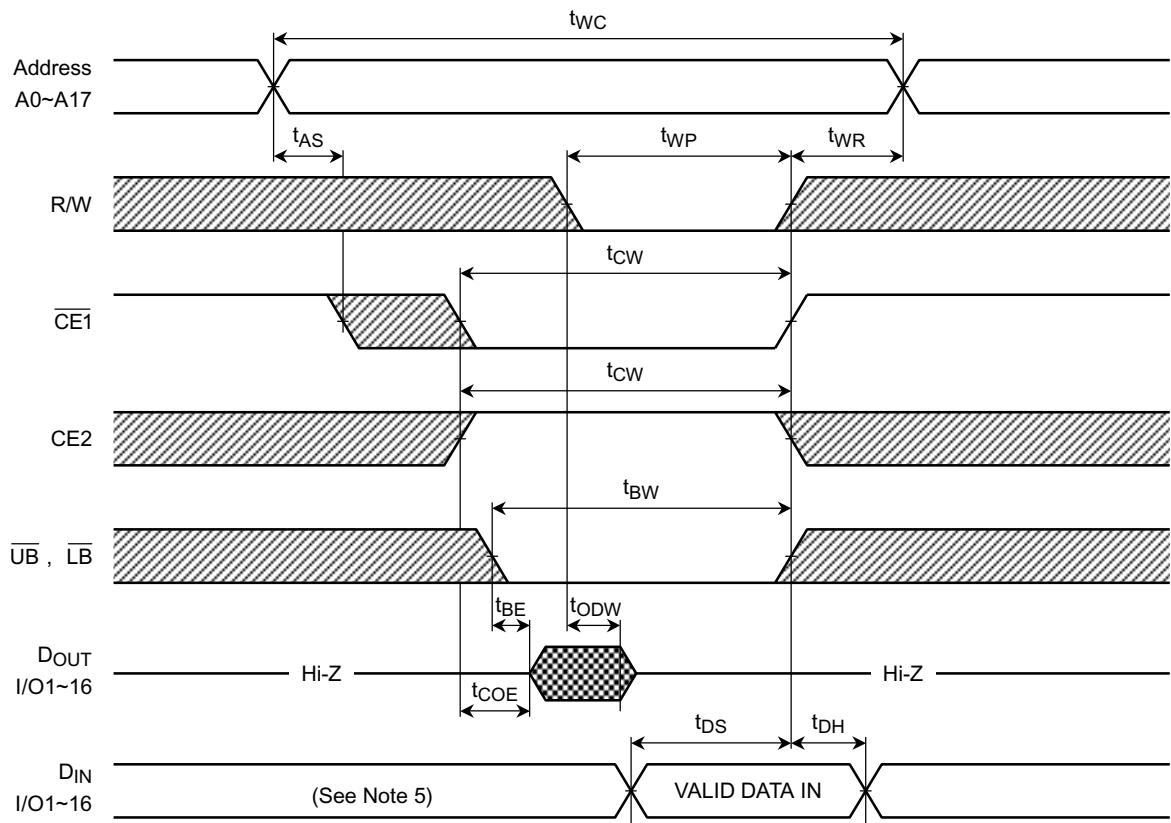 tWC
Address
A0~A17
tAS
tWP
tWR
R/W
tCW
CE1
tCW
CE2
tBW
UB , LB
tBE
tODW
DOUT
I/O1~16
Hi-Z
Hi-Z
tCOE
tDS
tDH
DIN
I/O1~16
(See Note 5)
VALID DATA IN